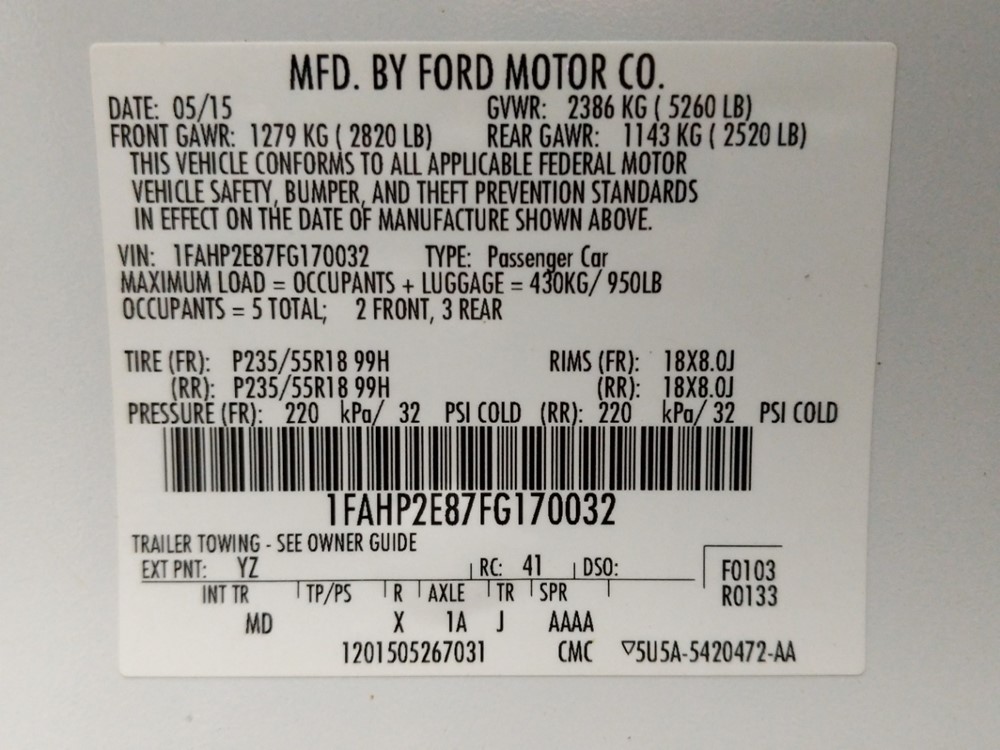 MFD. BY FORD MOTOR CO.
DATE: 05/15 GVWR: 2386 KG ( 5260 LB)
FRONT GAWR: 1279 KG ( 2820 LB) REAR GAWR: 1143 KG ( 2520 LB)
THIS VEHICLE CONFORMS TO ALL APPLICABLE FEDERAL MOTOR
VEHICLE SAFETY, BUMPER, AND THEFT PREVENTION STANDARDS
IN EFFECT ON THE DATE OF MANUFACTURE SHOWN ABOVE.
VIN: 1FAHP2E87FG170032 TYPE: Passenger Car
MAXIMUM LOAD = OCCUPANTS + LUGGAGE = 430KG/ 950LB
OCCUPANTS = 5 TOTAL; 2 FRONT, 3 REAR
TIRE (FR): P235/55R18 99H RIMS (FR): 18X8.0J
(RR): P235/55R18 99H (RR): 18X8.0J
PRESSURE (FR): 220 kPa/ 32 PSI COLD (RR): 220 kPa/ 32 PSI COLD
1FAHP2E87FG170032
TRAILER TOWING - SEE OWNER GUIDE
EXT PNT: YZ RC: 41 DSO: F0103
INT TR TP/PS R AXLE TR SPR R0133
MD X 1A J AAAA
1201505267031 CMC ▽5U5A-5420472-AA